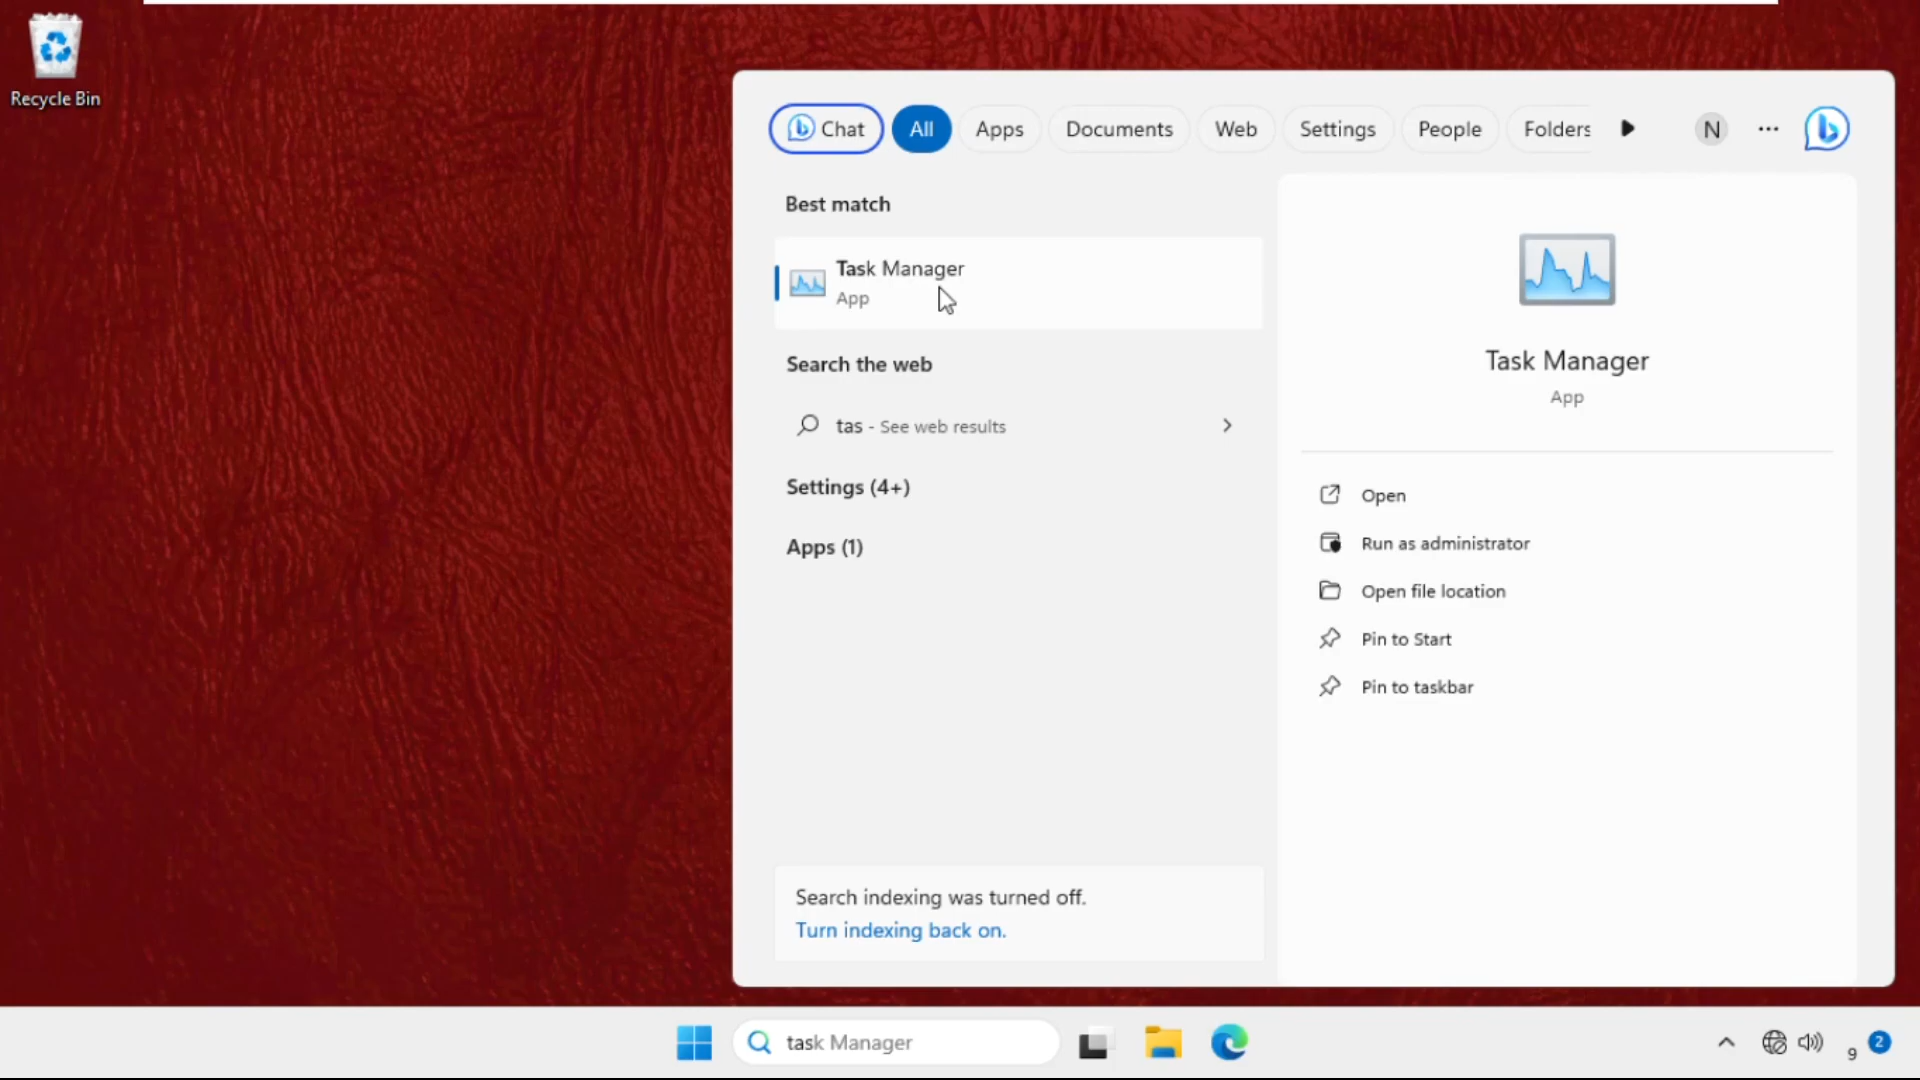 Recycle Bin
Chat
All
Apps
Documents
Web
Settings
People
Folders
N
Best match
Task Manager
App
Search the web
tas - See web results
Settings (4+)
Apps (1)
Search indexing was turned off.
Turn indexing back on.
Task Manager
App
Open
Run as administrator
Open file location
Pin to Start
Pin to taskbar
task Manager
9
2